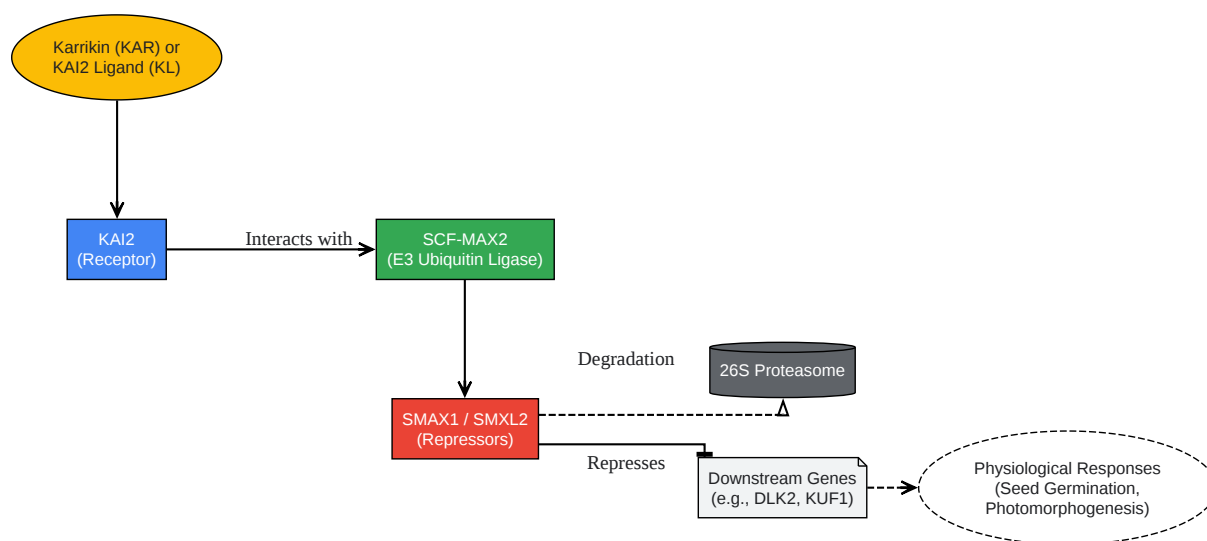 Karrikin (KAR) or
KAI2 Ligand (KL)
KAI2
(Receptor)
Interacts with
SCF-MAX2
(E3 Ubiquitin Ligase)
Degradation
26S Proteasome
SMAX1 / SMXL2
(Repressors)
Represses
Downstream Genes
(e.g., DLK2, KUF1)
Physiological Responses
(Seed Germination,
Photomorphogenesis)